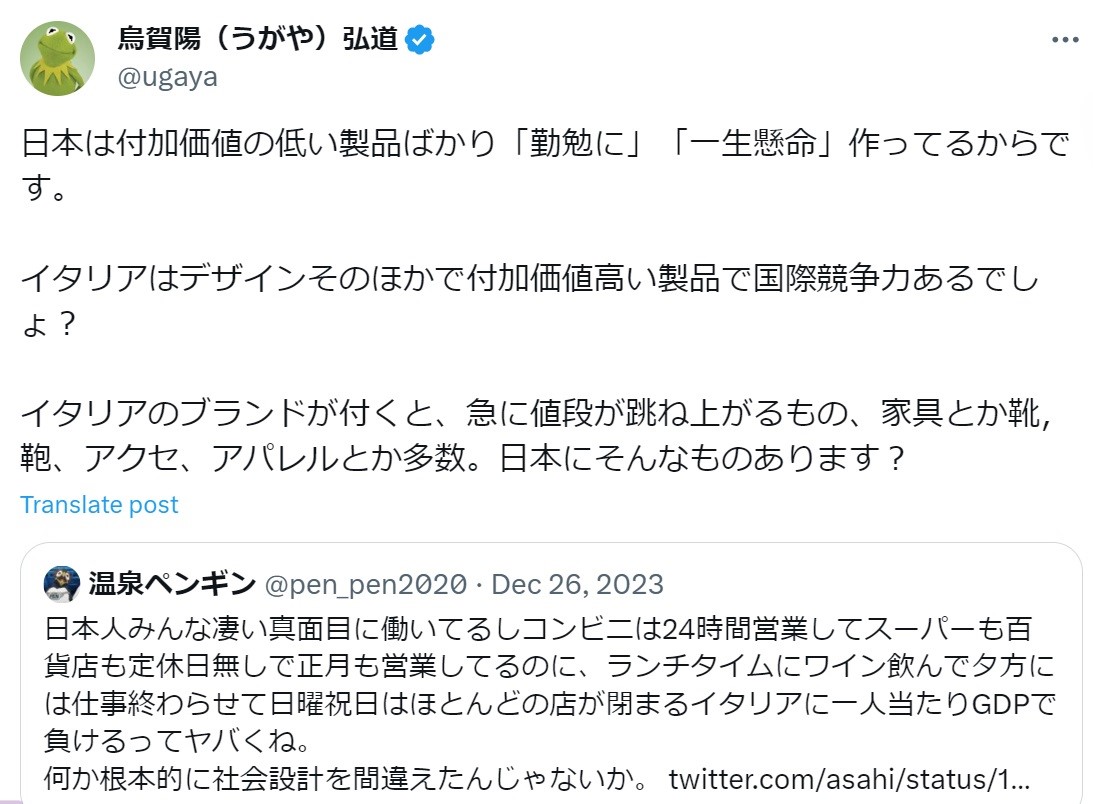 烏賀陽（うがや）弘道
@ugaya
日本は付加価値の低い製品ばかり「勤勉に」「一生懸命」作ってるからで
す。
イタリアはデザインそのほかで付加価値高い製品で国際競争力あるでし
ょ？
イタリアのブランドが付くと、急に値段が跳ね上がるもの、家具とか靴,
鞄、アクセ、アパレルとか多数。日本にそんなものあります？
Translate post
温泉ペンギン @pen_pen2020 · Dec 26, 2023
日本人みんな凄い真面目に働いてるしコンビニは24時間営業してスーパーも百
貨店も定休日無しで正月も営業してるのに、ランチタイムにワイン飲んで夕方に
は仕事終わらせて日曜祝日はほとんどの店が閉まるイタリアに一人当たりGDPで
負けるってヤバくね。
何か根本的に社会設計を間違えたんじゃないか。 twitter.com/asahi/status/1...